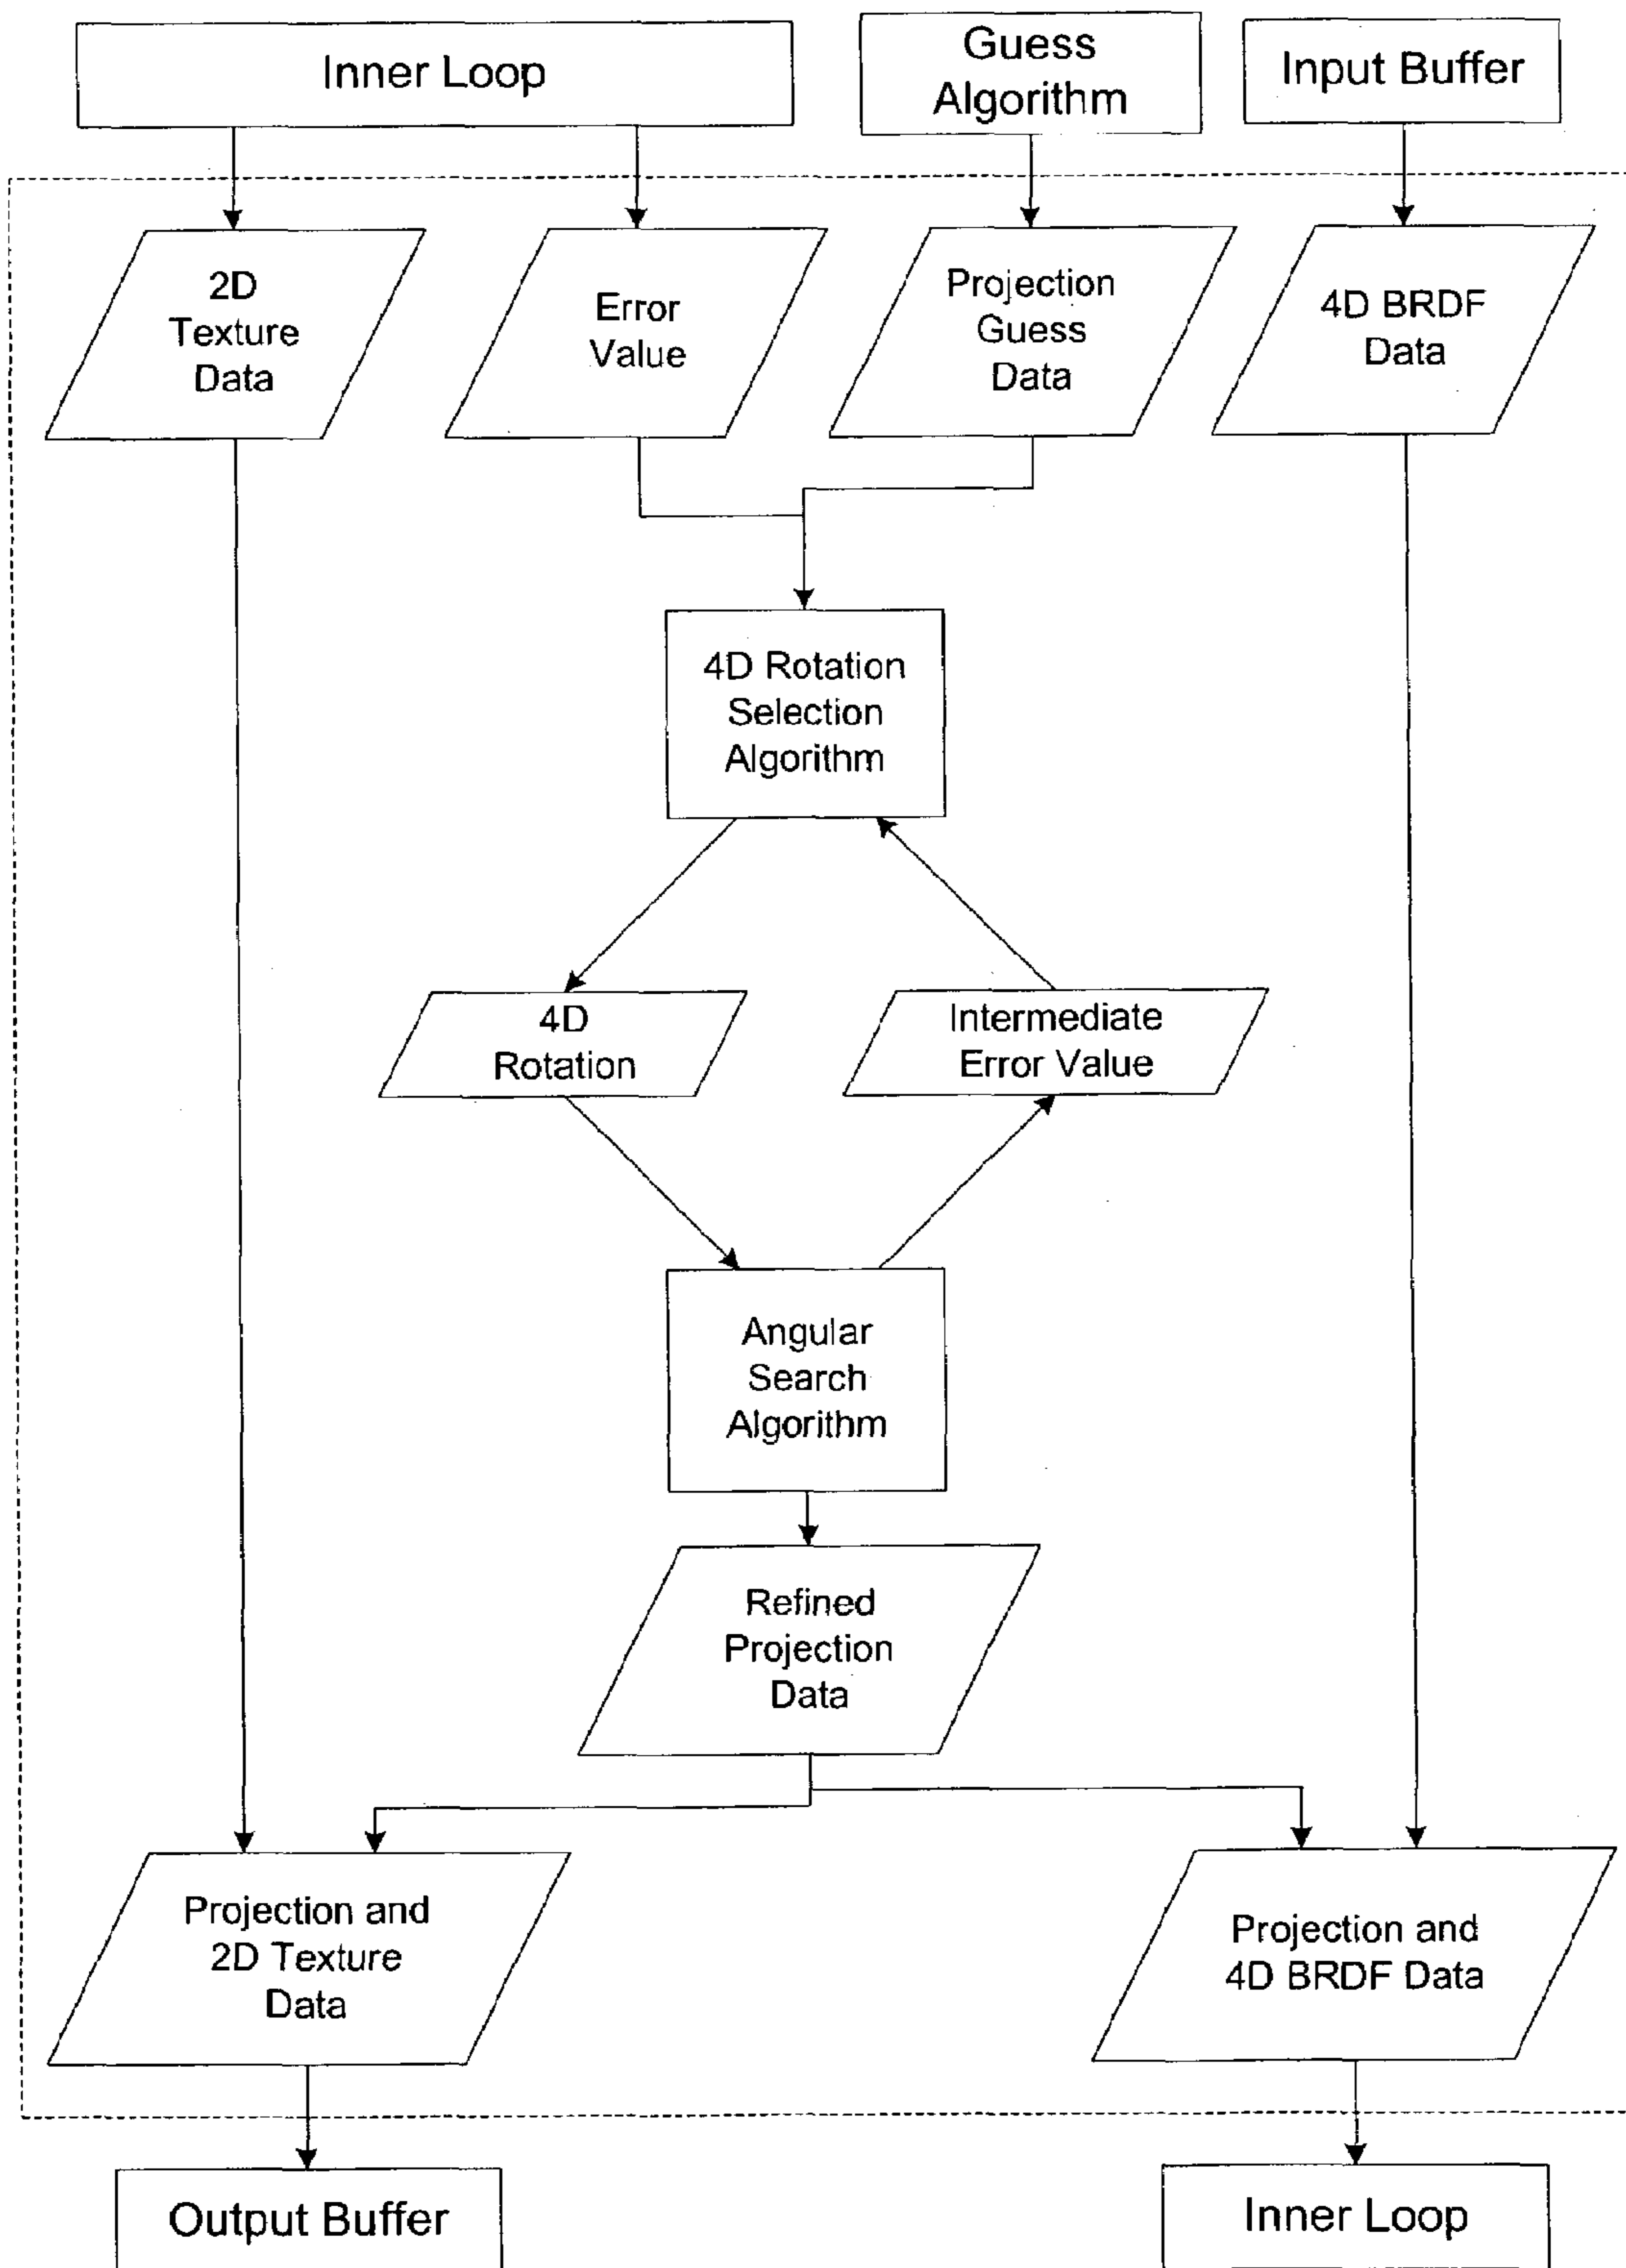 Inner Loop
Guess
Algorithm
Input Buffer
2D
Texture
Data
Error
Value
Projection
Guess
Data
4D BRDF
Data
4D Rotation
Selection
Algorithm
4D
Rotation
Intermediate
Error Value
Angular
Search
Algorithm
Refined
Projection
Data
Projection and
2D Texture
Data
Projection and
4D BRDF Data
Output Buffer
Inner Loop